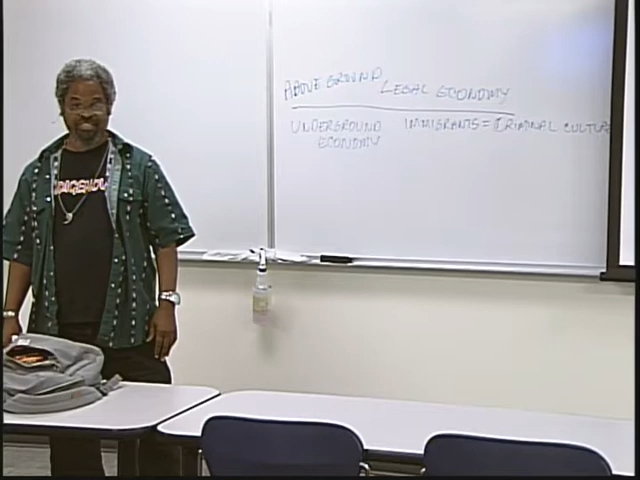 ABOVE GROUND LEGAL ECONOMY
UNDERGROUND IMMIGRANTS = CRIMINAL CULTURE
ECONOMY